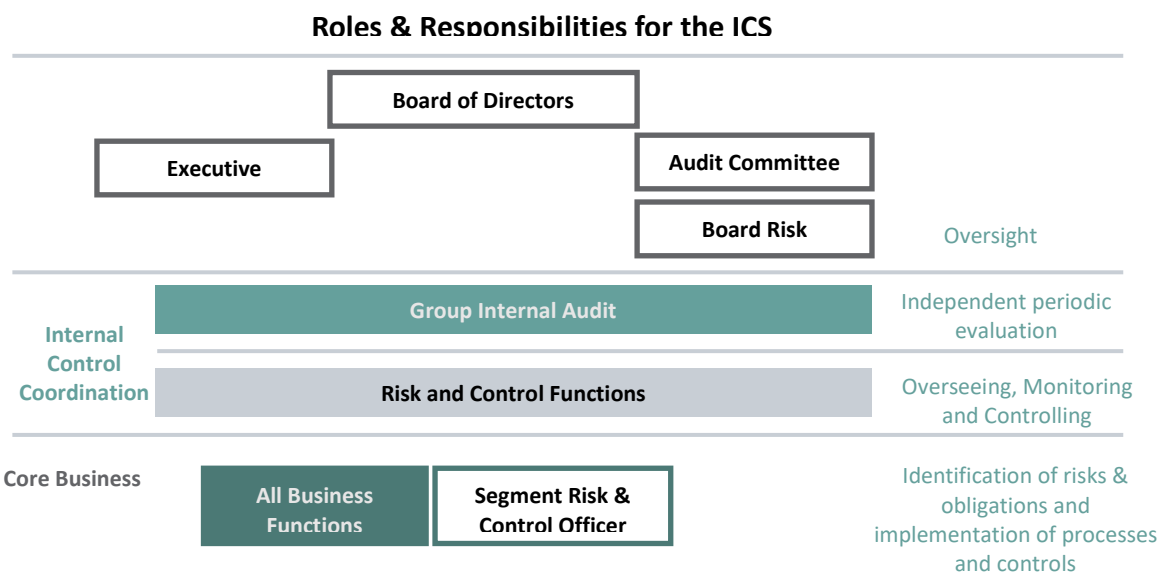 Roles & Responsibilities for the ICS
Board of Directors
Executive
Audit Committee
Board Risk
Oversight
Internal
Control
Coordination
Group Internal Audit
Independent periodic
evaluation
Risk and Control Functions
Overseeing, Monitoring
and Controlling
Core Business
All Business
Functions
Segment Risk &
Control Officer
Identification of risks &
obligations and
implementation of processes
and controls